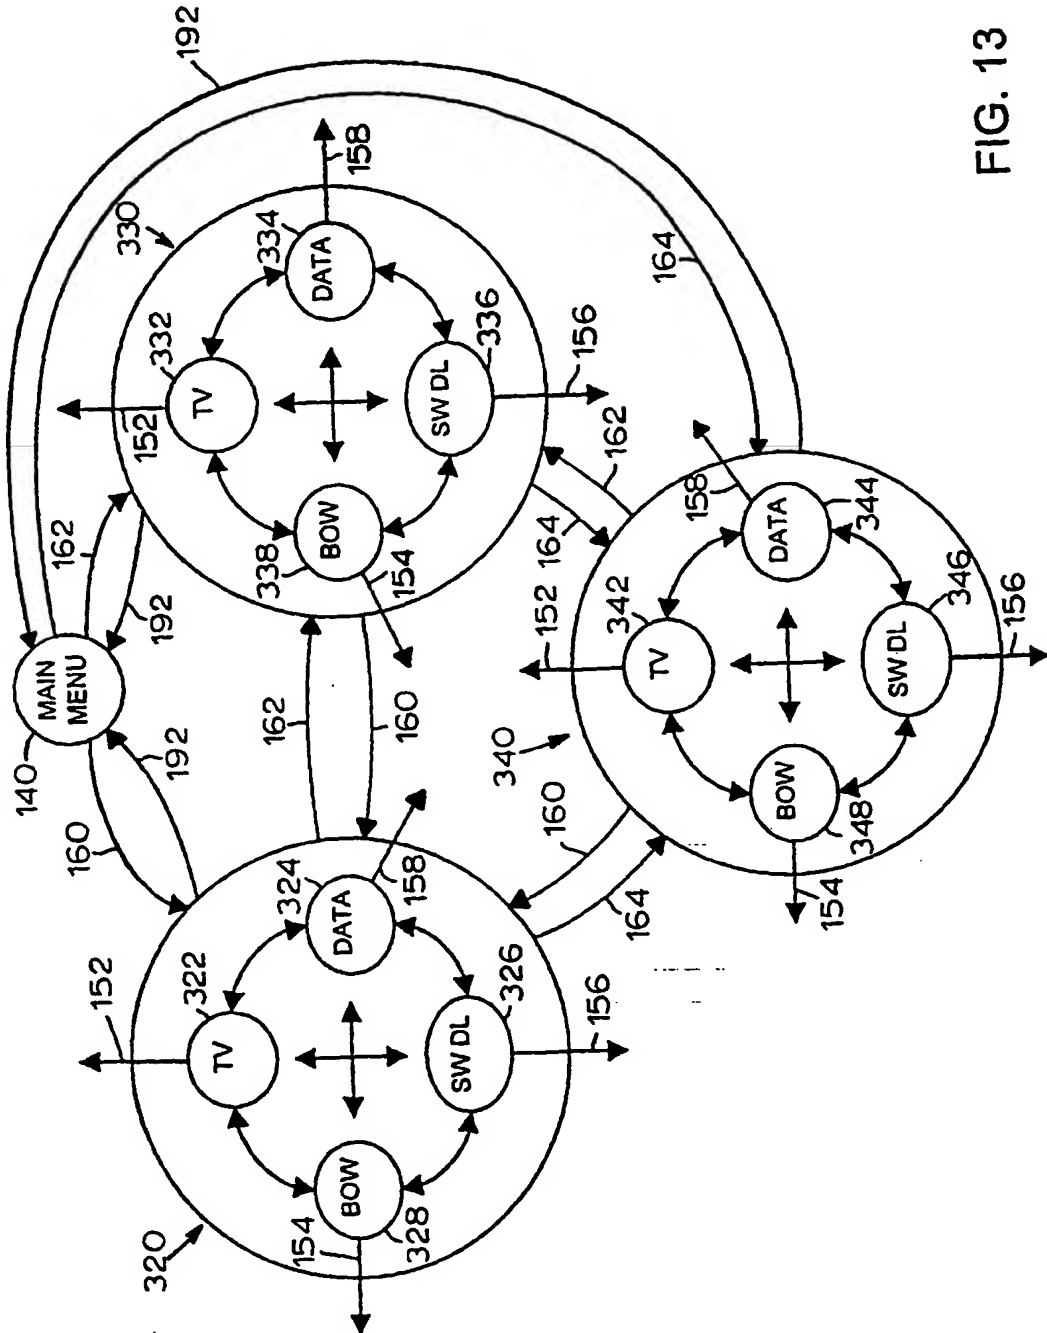 192
140
MAIN
MENU
160
192
162
192
164
330
332
TV
152
334
DATA
158
SW DL
336
156
BOW
338
154
162
160
164
162
320
322
TV
152
324
DATA
158
SW DL
326
156
BOW
328
154
160
164
340
342
TV
152
DATA
344
158
SW DL
346
156
BOW
348
154
FIG. 13